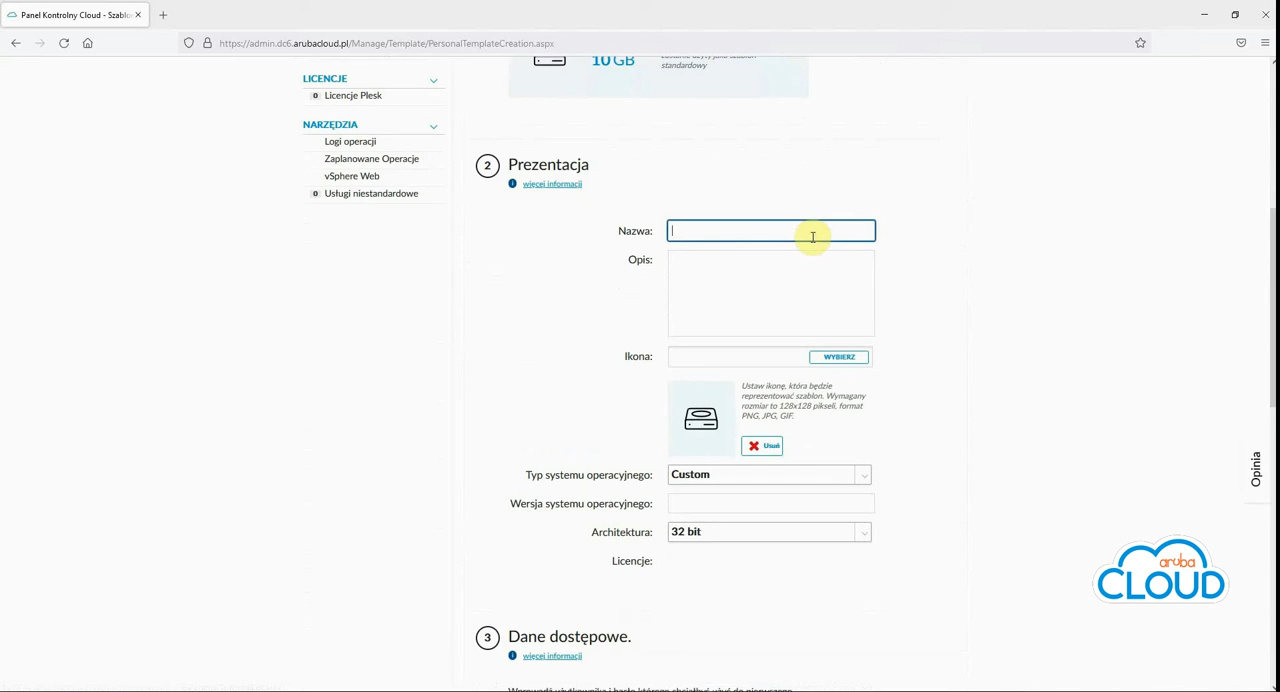 Panel Kontrolny Cloud - Szablo
https://admin.dc6.arubacloud.pl/Manage/Template/PersonalTemplateCreation.aspx
10 GB
standardowy
LICENCJE
0 Licencje Plesk
NARZĘDZIA
Logi operacji
Zaplanowane Operacje
vSphere Web
0 Usługi niestandardowe
2 Prezentacja
i więcej informacji
Nazwa:
Opis:
Ikona:
WYBIERZ
Ustaw ikonę, która będzie
reprezentować szablon. Wymagany
rozmiar to 128x128 pikseli, format
PNG, JPG, GIF.
Usuń
Typ systemu operacyjnego: Custom
Wersja systemu operacyjnego:
Architektura: 32 bit
Licencje:
3 Dane dostępowe.
i więcej informacji
Opinia
aruba
CLOUD